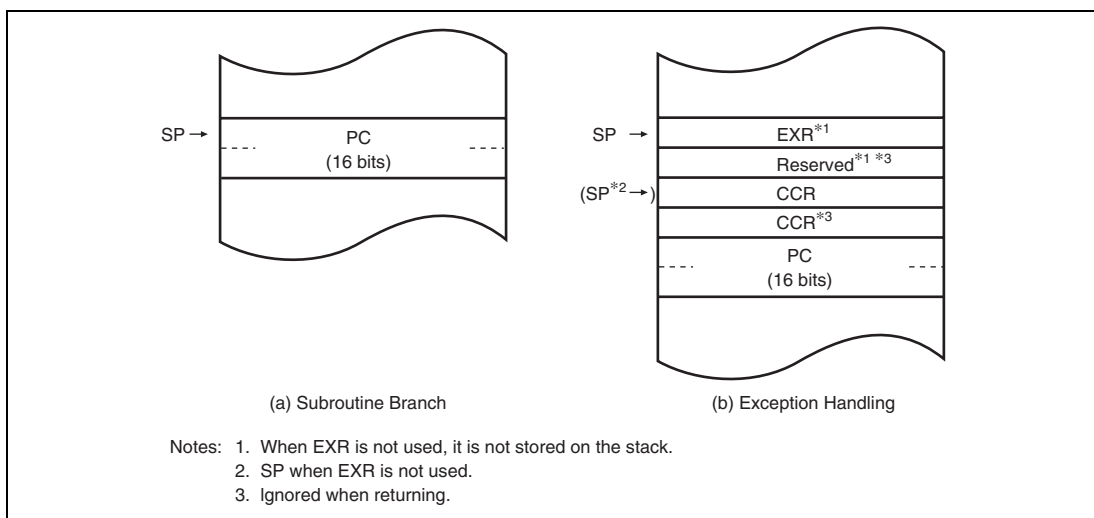 SP →
PC
(16 bits)
(a) Subroutine Branch
SP →
EXR*1
Reserved*1 *3
(SP*2→)
CCR
CCR*3
PC
(16 bits)
(b) Exception Handling
Notes: 1. When EXR is not used, it is not stored on the stack.
2. SP when EXR is not used.
3. Ignored when returning.